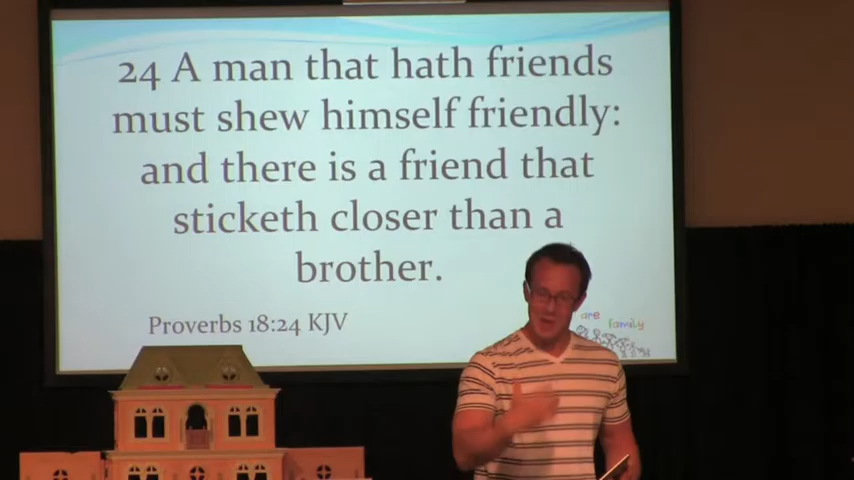 24 A man that hath friends
must shew himself friendly:
and there is a friend that
sticketh closer than a
brother.
Proverbs 18:24 KJV
are
family